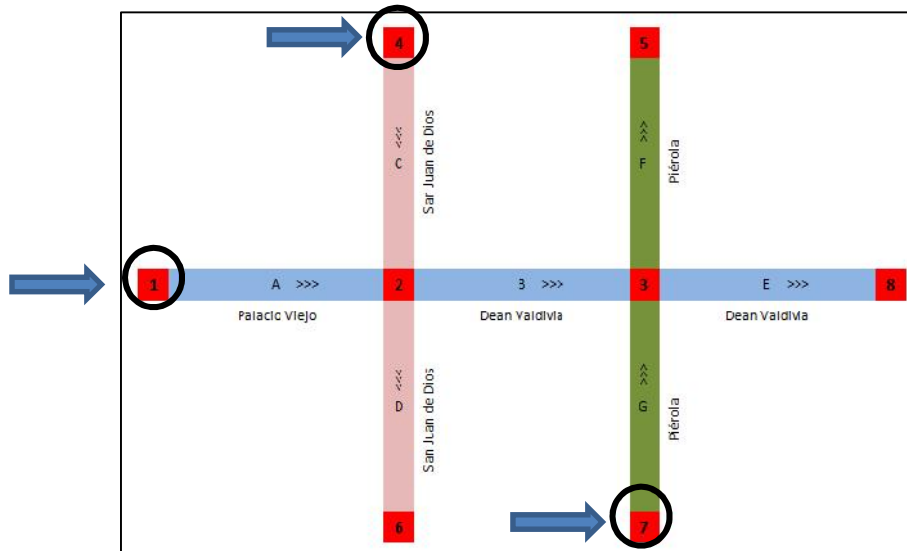 4
5
<<<
C
San Juan de Dios
<<<
F
Piérola
1
A >>>
2
3 >>>
3
E >>>
8
Palacio Viejo
Dean Valdivia
Dean Valdivia
<<<
D
San Juan de Dios
<<<
G
Piérola
6
7